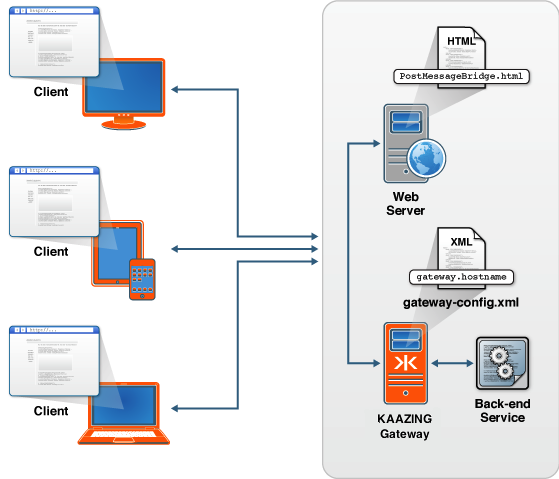 http://...
Client
http://...
Client
http://...
Client
HTML
PostMessageBridge.html
Web
Server
XML
gateway.hostname
gateway-config.xml
KAAZING
Gateway
Back-end
Service